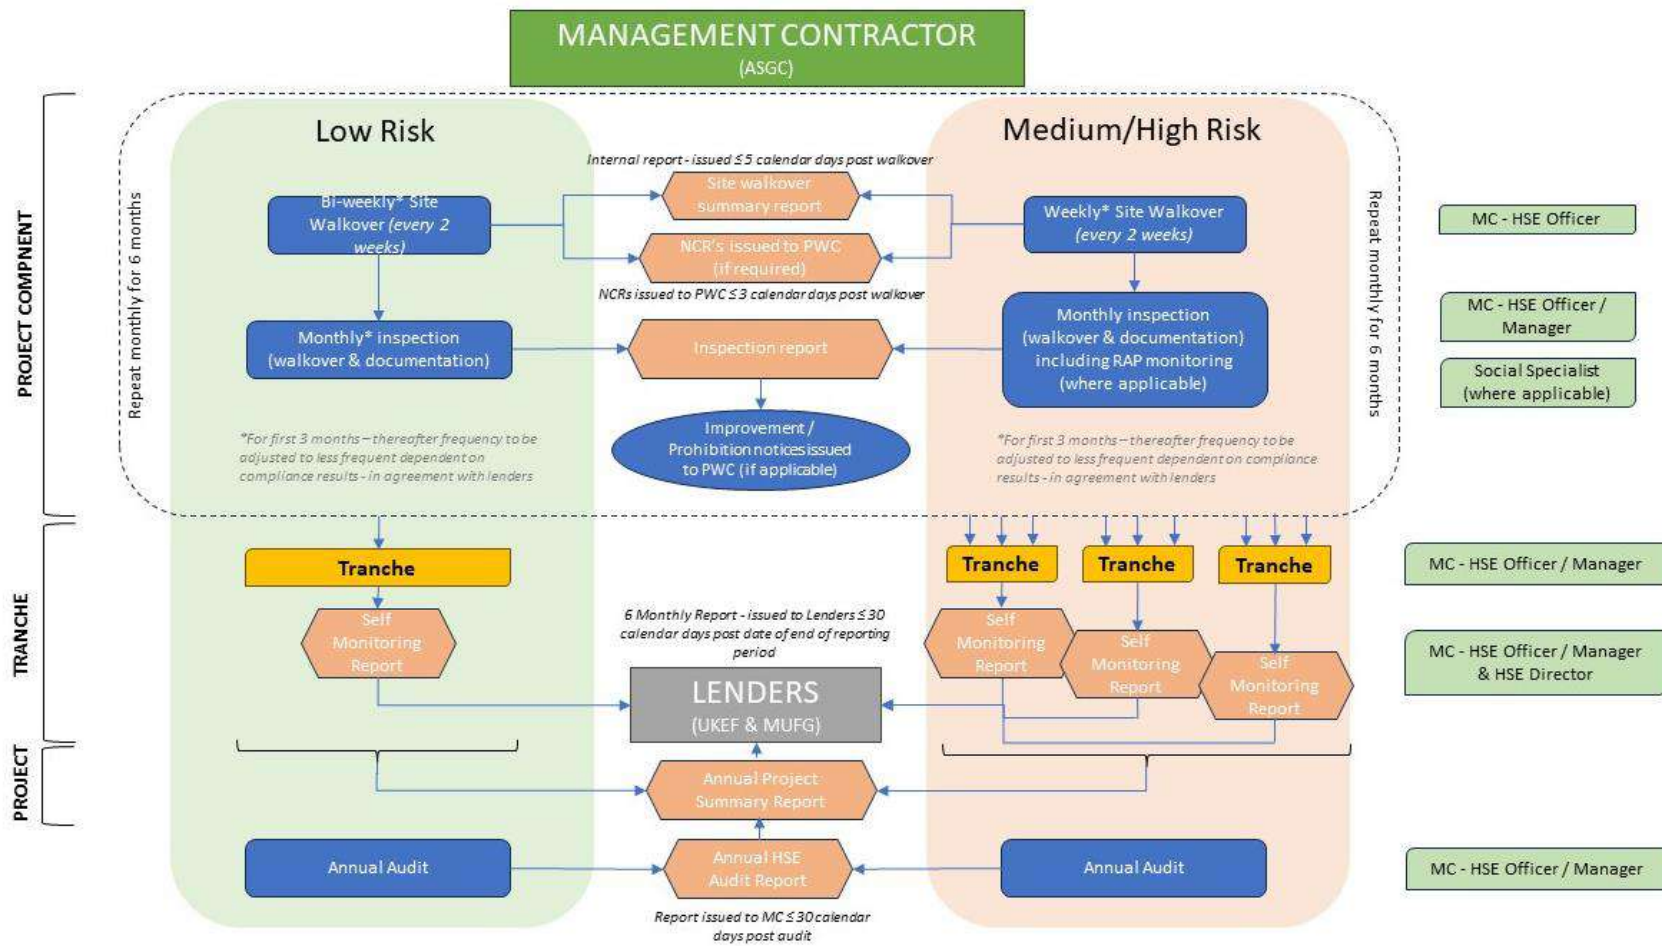 MANAGEMENT CONTRACTOR
(ASGC)
PROJECT COMPNENT
Repeat monthly for 6 months
Low Risk
Bi-weekly* Site
Walkover (every 2
weeks)
Monthly* inspection
(walkover & documentation)
*For first 3 months – thereafter frequency to be
adjusted to less frequent dependent on
compliance results - in agreement with lenders
Internal report - issued ≤ 5 calendar days post walkover
Site walkover
summary report
NCR's issued to PWC
(if required)
NCRs issued to PWC ≤ 3 calendar days post walkover
Inspection report
Improvement /
Prohibition notices issued
to PWC (if applicable)
Medium/High Risk
Weekly* Site Walkover
(every 2 weeks)
Monthly inspection
(walkover & documentation)
including RAP monitoring
(where applicable)
*For first 3 months – thereafter frequency to be
adjusted to less frequent dependent on compliance
results - in agreement with lenders
Repeat monthly for 6 months
MC - HSE Officer
MC - HSE Officer /
Manager
Social Specialist
(where applicable)
TRANCHE
Tranche
Self
Monitoring
Report
6 Monthly Report - issued to Lenders ≤ 30
calendar days post date of end of reporting
period
LENDERS
(UKEF & MUFG)
Tranche
Tranche
Tranche
Self
Monitoring
Report
Self
Monitoring
Report
Self
Monitoring
Report
MC - HSE Officer / Manager
MC - HSE Officer / Manager
& HSE Director
PROJECT
Annual Project
Summary Report
Annual Audit
Annual HSE
Audit Report
Annual Audit
MC - HSE Officer / Manager
Report issued to MC ≤ 30 calendar
days post audit